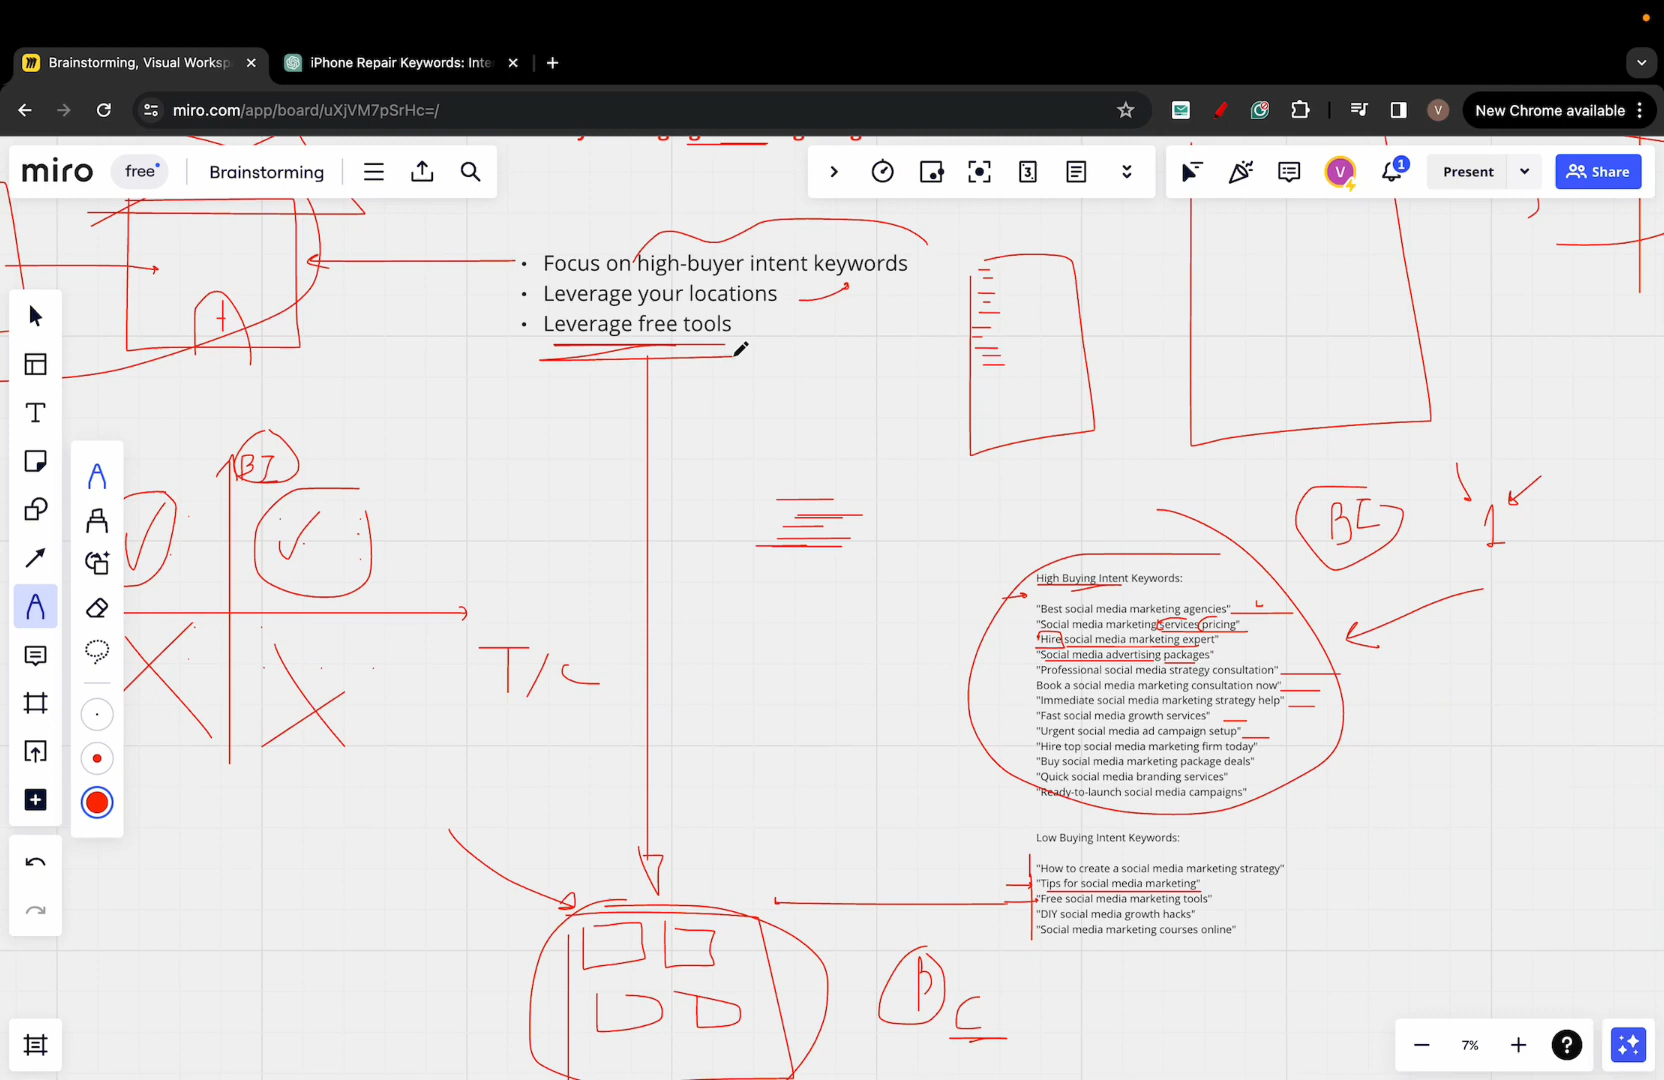 Brainstorming, Visual Worksp
iPhone Repair Keywords: Inte
miro.com/app/board/uXjVM7pSrHc=/
New Chrome available
V
miro
free
Brainstorming
3
V
1
Present
Share
• Focus on high-buyer intent keywords
• Leverage your locations
• Leverage free tools
BI
T/C
BI
1
High Buying Intent Keywords:
"Best social media marketing agencies"
"Social media marketing services pricing"
"Hire social media marketing expert"
"Social media advertising packages"
"Professional social media strategy consultation"
Book a social media marketing consultation now"
"Immediate social media marketing strategy help"
"Fast social media growth services"
"Urgent social media ad campaign setup"
"Hire top social media marketing firm today"
"Buy social media marketing package deals"
"Quick social media branding services"
"Ready-to-launch social media campaigns"
Low Buying Intent Keywords:
"How to create a social media marketing strategy"
"Tips for social media marketing"
"Free social media marketing tools"
"DIY social media growth hacks"
"Social media marketing courses online"
C
7%